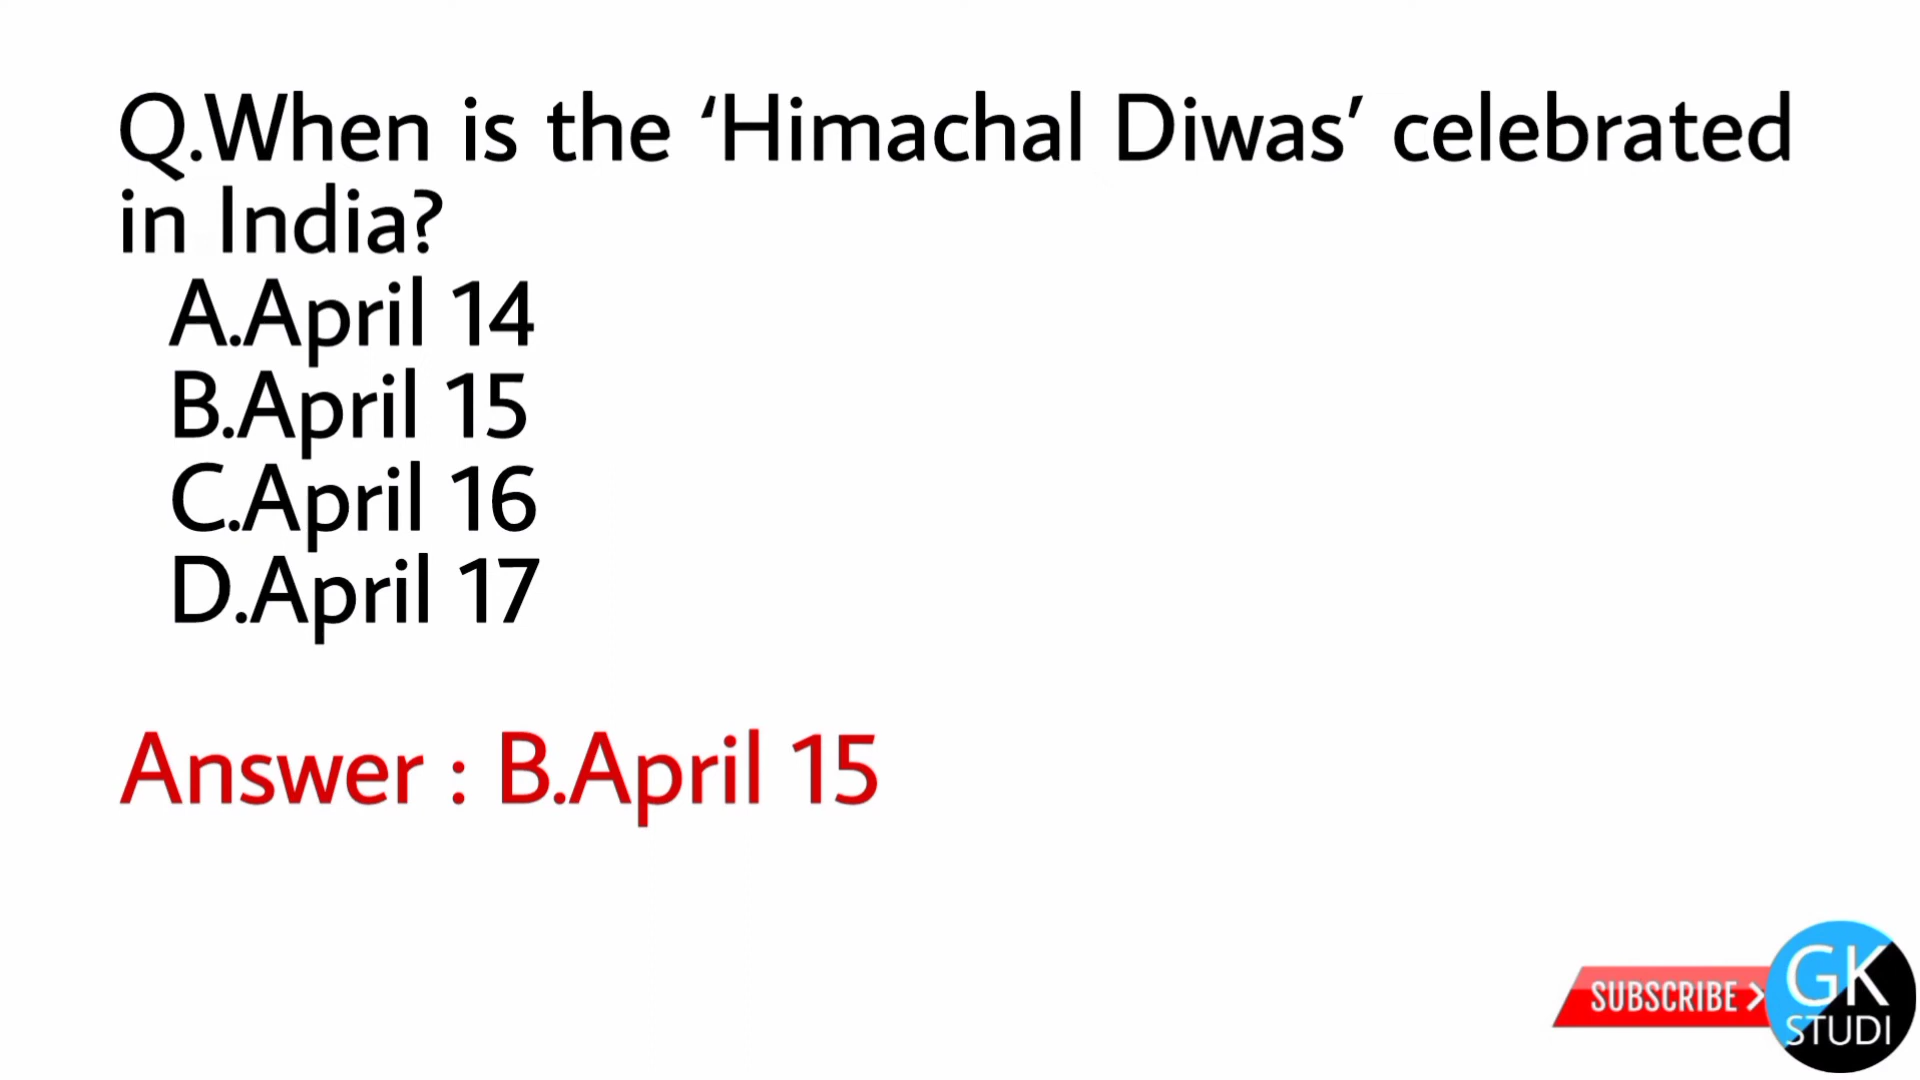 Q.When is the ‘Himachal Diwas’ celebrated
in India?
A.April 14
B.April 15
C.April 16
D.April 17
Answer : B.April 15
SUBSCRIBE >
GK
STUDI